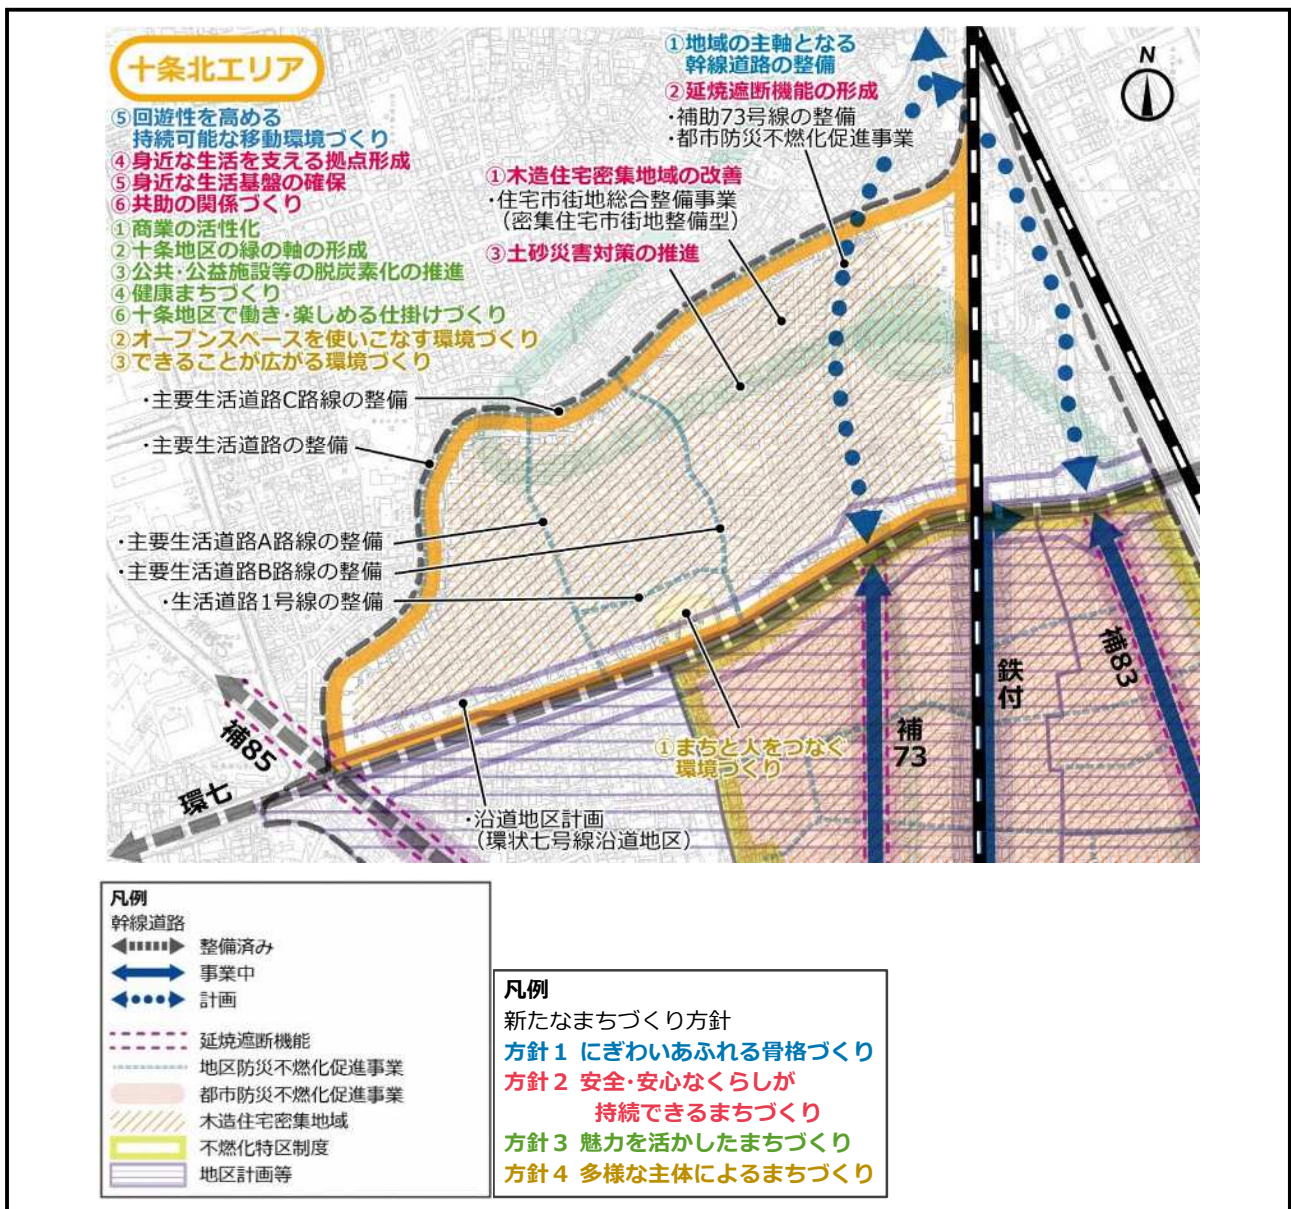 十条北エリア
⑤回遊性を高める
持続可能な移動環境づくり
④身近な生活を支える拠点形成
⑤身近な生活基盤の確保
⑥共助の関係づくり
①商業の活性化
②十条地区の緑の軸の形成
③公共・公益施設等の脱炭素化の推進
④健康まちづくり
⑥十条地区で働き・楽しめる仕掛けづくり
②オープンスペースを使いこなす環境づくり
③できることが広がる環境づくり
①地域の主軸となる
幹線道路の整備
②延焼遮断機能の形成
・補助73号線の整備
・都市防災不燃化促進事業
N
①木造住宅密集地域の改善
・住宅市街地総合整備事業
(密集住宅市街地整備型)
③土砂災害対策の推進
・主要生活道路C路線の整備
・主要生活道路の整備
・主要生活道路A路線の整備
・主要生活道路B路線の整備
・生活道路1号線の整備
補85
環七
・沿道地区計画
(環状七号線沿道地区)
①まちと人をつなぐ
環境づくり
補73
鉄付
補83
凡例
幹線道路
整備済み
事業中
計画
延焼遮断機能
地区防災不燃化促進事業
都市防災不燃化促進事業
木造住宅密集地域
不燃化特区制度
地区計画等
凡例
新たなまちづくり方針
方針1 にぎわいあふれる骨格づくり
方針2 安全・安心なくらしが
持続できるまちづくり
方針3 魅力を活かしたまちづくり
方針4 多様な主体によるまちづくり